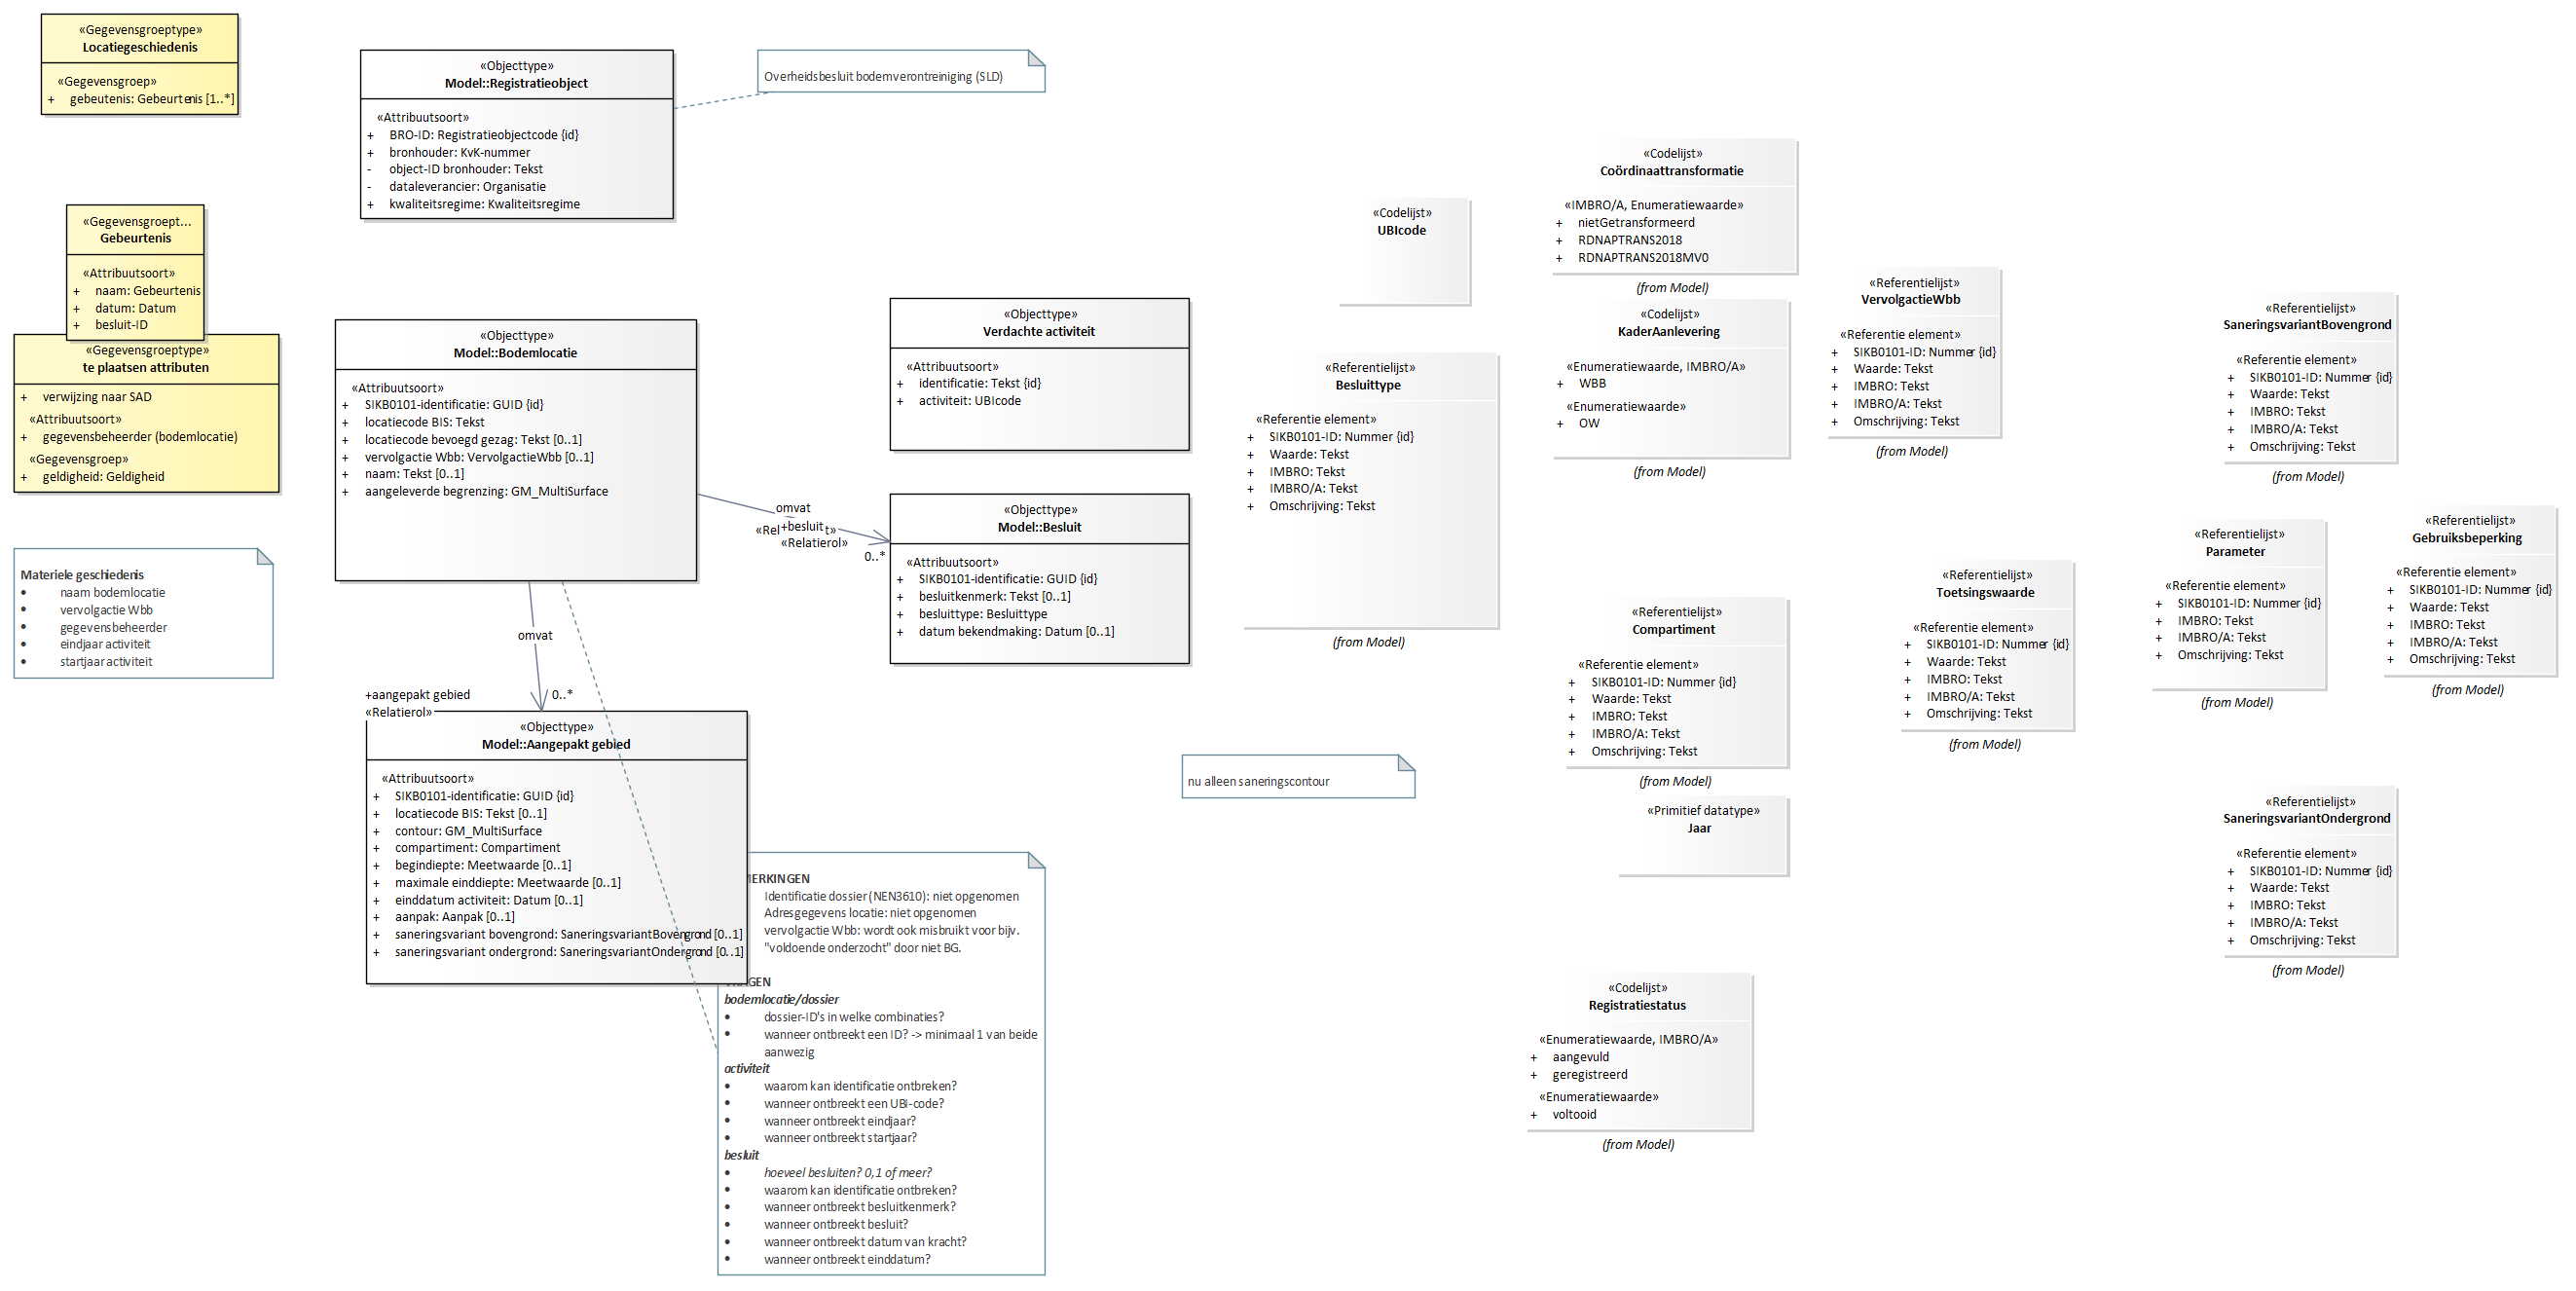 «Gegevensgroeptype»
Locatiegeschiedenis
«Gegevensgroep»
+ gebeutenis: Gebeurtenis [1..*]
«Gegevensgroept...
Gebeurtenis
«Attribuutsoort»
+ naam: Gebeurtenis
+ datum: Datum
+ besluit-ID
«Gegevensgroeptype»
te plaatsen attributen
+ verwijzing naar SAD
«Attribuutsoort»
+ gegevensbeheerder (bodemlocatie)
«Gegevensgroep»
+ geldigheid: Geldigheid
Materiele geschiedenis
• naam bodemlocatie
• vervolgactie Wbb
• gegevensbeheerder
• eindjaar activiteit
• startjaar activiteit
«Objecttype»
Model::Registratieobject
«Attribuutsoort»
+ BRO-ID: Registratieobjectcode {id}
+ bronhouder: KvK-nummer
- object-ID bronhouder: Tekst
- dataleverancier: Organisatie
+ kwaliteitsregime: Kwaliteitsregime
Overheidsbesluit bodemverontreiniging (SLD)
«Objecttype»
Model::Bodemlocatie
«Attribuutsoort»
+ SIKB0101-identificatie: GUID {id}
+ locatiecode BIS: Tekst
+ locatiecode bevoegd gezag: Tekst [0..1]
+ vervolgactie Wbb: VervolgactieWbb [0..1]
+ naam: Tekst [0..1]
+ aangeleverde begrenzing: GM_MultiSurface
omvat
+besluit
«Relatierol»
0..*
omvat
0..*
+aangepakt gebied
«Relatierol»
«Objecttype»
Verdachte activiteit
«Attribuutsoort»
+ identificatie: Tekst {id}
+ activiteit: UBIcode
«Objecttype»
Model::Besluit
«Attribuutsoort»
+ SIKB0101-identificatie: GUID {id}
+ besluitkenmerk: Tekst [0..1]
+ besluittype: Besluittype
+ datum bekendmaking: Datum [0..1]
«Objecttype»
Model::Aangepakt gebied
«Attribuutsoort»
+ SIKB0101-identificatie: GUID {id}
+ locatiecode BIS: Tekst [0..1]
+ contour: GM_MultiSurface
+ compartiment: Compartiment
+ begindiepte: Meetwaarde [0..1]
+ maximale einddiepte: Meetwaarde [0..1]
+ einddatum activiteit: Datum [0..1]
+ aanpak: Aanpak [0..1]
+ saneringsvariant bovengrond: SaneringsvariantBovengrond [0..1]
+ saneringsvariant ondergrond: SaneringsvariantOndergrond [0..1]
MERKINGEN
Identificatie dossier (NEN3610): niet opgenomen
Adresgegevens locatie: niet opgenomen
vervolgactie Wbb: wordt ook misbruikt voor bijv.
"voldoende onderzocht" door niet BG.
VRAGEN
bodemlocatie/dossier
• dossier-ID's in welke combinaties?
• wanneer ontbreekt een ID? -> minimaal 1 van beide
aanwezig
activiteit
• waarom kan identificatie ontbreken?
• wanneer ontbreekt een UBI-code?
• wanneer ontbreekt eindjaar?
• wanneer ontbreekt startjaar?
besluit
• hoeveel besluiten? 0,1 of meer?
• waarom kan identificatie ontbreken?
• wanneer ontbreekt besluitkenmerk?
• wanneer ontbreekt besluit?
• wanneer ontbreekt datum van kracht?
• wanneer ontbreekt einddatum?
nu alleen saneringscontour
«Codelijst»
UBIcode
«Referentielijst»
Besluittype
«Referentie element»
+ SIKB0101-ID: Nummer {id}
+ Waarde: Tekst
+ IMBRO: Tekst
+ IMBRO/A: Tekst
+ Omschrijving: Tekst
(from Model)
«Codelijst»
Coördinaattransformatie
«IMBRO/A, Enumeratiewaarde»
+ nietGetransformeerd
+ RDNAPTRANS2018
+ RDNAPTRANS2018MV0
(from Model)
«Codelijst»
KaderAanlevering
«Enumeratiewaarde, IMBRO/A»
+ WBB
«Enumeratiewaarde»
+ OW
(from Model)
«Referentielijst»
VervolgactieWbb
«Referentie element»
+ SIKB0101-ID: Nummer {id}
+ Waarde: Tekst
+ IMBRO: Tekst
+ IMBRO/A: Tekst
+ Omschrijving: Tekst
(from Model)
«Referentielijst»
SaneringsvariantBovengrond
«Referentie element»
+ SIKB0101-ID: Nummer {id}
+ Waarde: Tekst
+ IMBRO: Tekst
+ IMBRO/A: Tekst
+ Omschrijving: Tekst
(from Model)
«Referentielijst»
Compartiment
«Referentie element»
+ SIKB0101-ID: Nummer {id}
+ Waarde: Tekst
+ IMBRO: Tekst
+ IMBRO/A: Tekst
+ Omschrijving: Tekst
(from Model)
«Referentielijst»
Toetsingswaarde
«Referentie element»
+ SIKB0101-ID: Nummer {id}
+ Waarde: Tekst
+ IMBRO: Tekst
+ IMBRO/A: Tekst
+ Omschrijving: Tekst
(from Model)
«Referentielijst»
Parameter
«Referentie element»
+ SIKB0101-ID: Nummer {id}
+ IMBRO: Tekst
+ IMBRO/A: Tekst
+ Omschrijving: Tekst
(from Model)
«Referentielijst»
Gebruiksbeperking
«Referentie element»
+ SIKB0101-ID: Nummer {id}
+ Waarde: Tekst
+ IMBRO: Tekst
+ IMBRO/A: Tekst
+ Omschrijving: Tekst
(from Model)
«Primitief datatype»
Jaar
«Referentielijst»
SaneringsvariantOndergrond
«Referentie element»
+ SIKB0101-ID: Nummer {id}
+ Waarde: Tekst
+ IMBRO: Tekst
+ IMBRO/A: Tekst
+ Omschrijving: Tekst
(from Model)
«Codelijst»
Registratiestatus
«Enumeratiewaarde, IMBRO/A»
+ aangevuld
+ geregistreerd
«Enumeratiewaarde»
+ voltooid
(from Model)